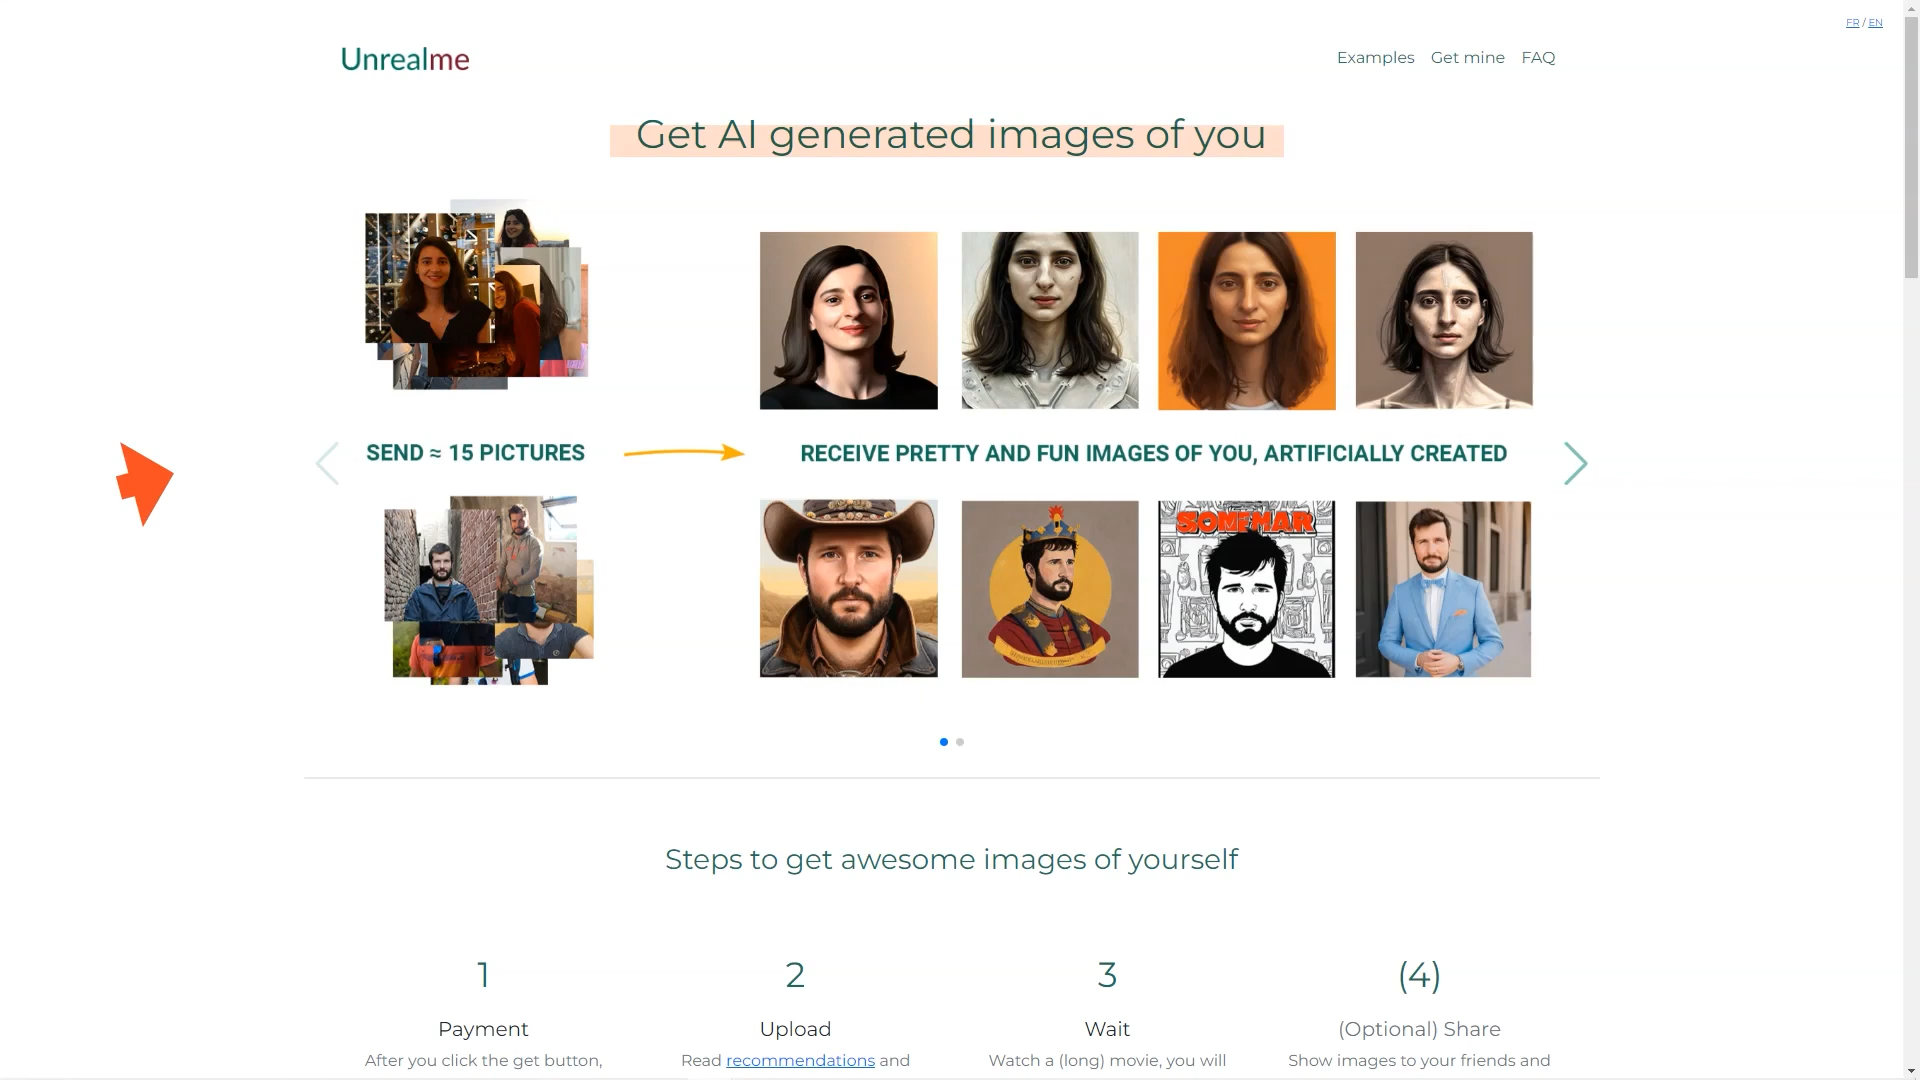 FR / EN
Unrealme
Examples Get mine FAQ
Get AI generated images of you
SEND ≈ 15 PICTURES
RECEIVE PRETTY AND FUN IMAGES OF YOU, ARTIFICIALLY CREATED
SOMEMAR
Steps to get awesome images of yourself
1
Payment
After you click the get button,
2
Upload
Read recommendations and
3
Wait
Watch a (long) movie, you will
(4)
(Optional) Share
Show images to your friends and